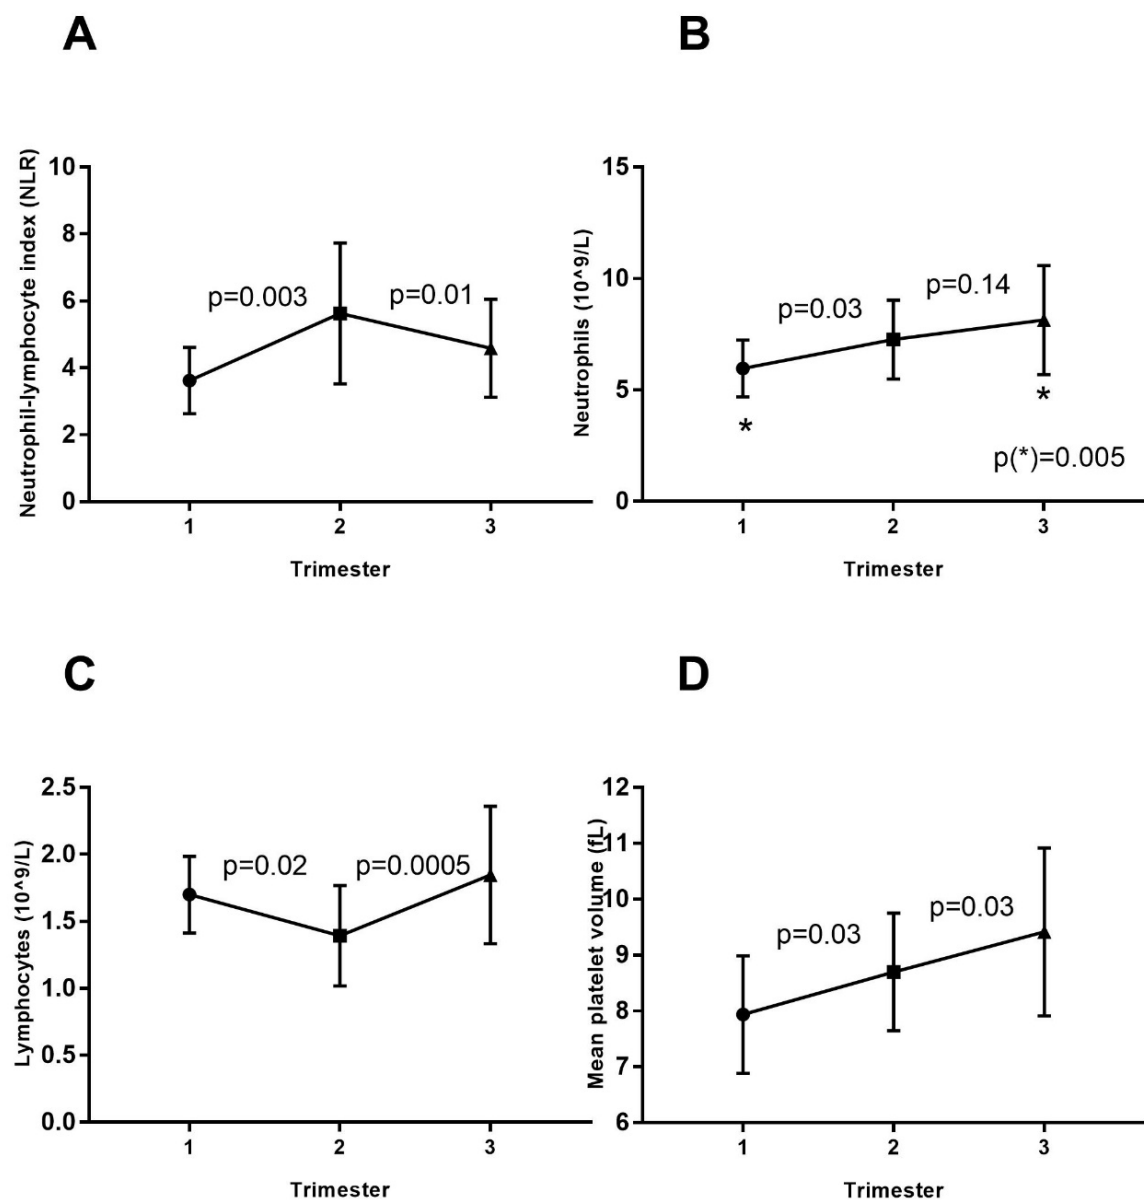 A
Neutrophil-lymphocyte index (NLR)
10
8
6
4
2
0
p=0.003
p=0.01
1
2
3
Trimester
B
Neutrophils (10^9/L)
15
10
5
0
p=0.03
p=0.14
*
*
p(*)=0.005
1
2
3
Trimester
C
Lymphocytes (10^9/L)
2.5
2.0
1.5
1.0
0.5
0.0
p=0.02
p=0.0005
1
2
3
Trimester
D
Mean platelet volume (fL)
12
11
10
9
8
7
6
p=0.03
p=0.03
1
2
3
Trimester